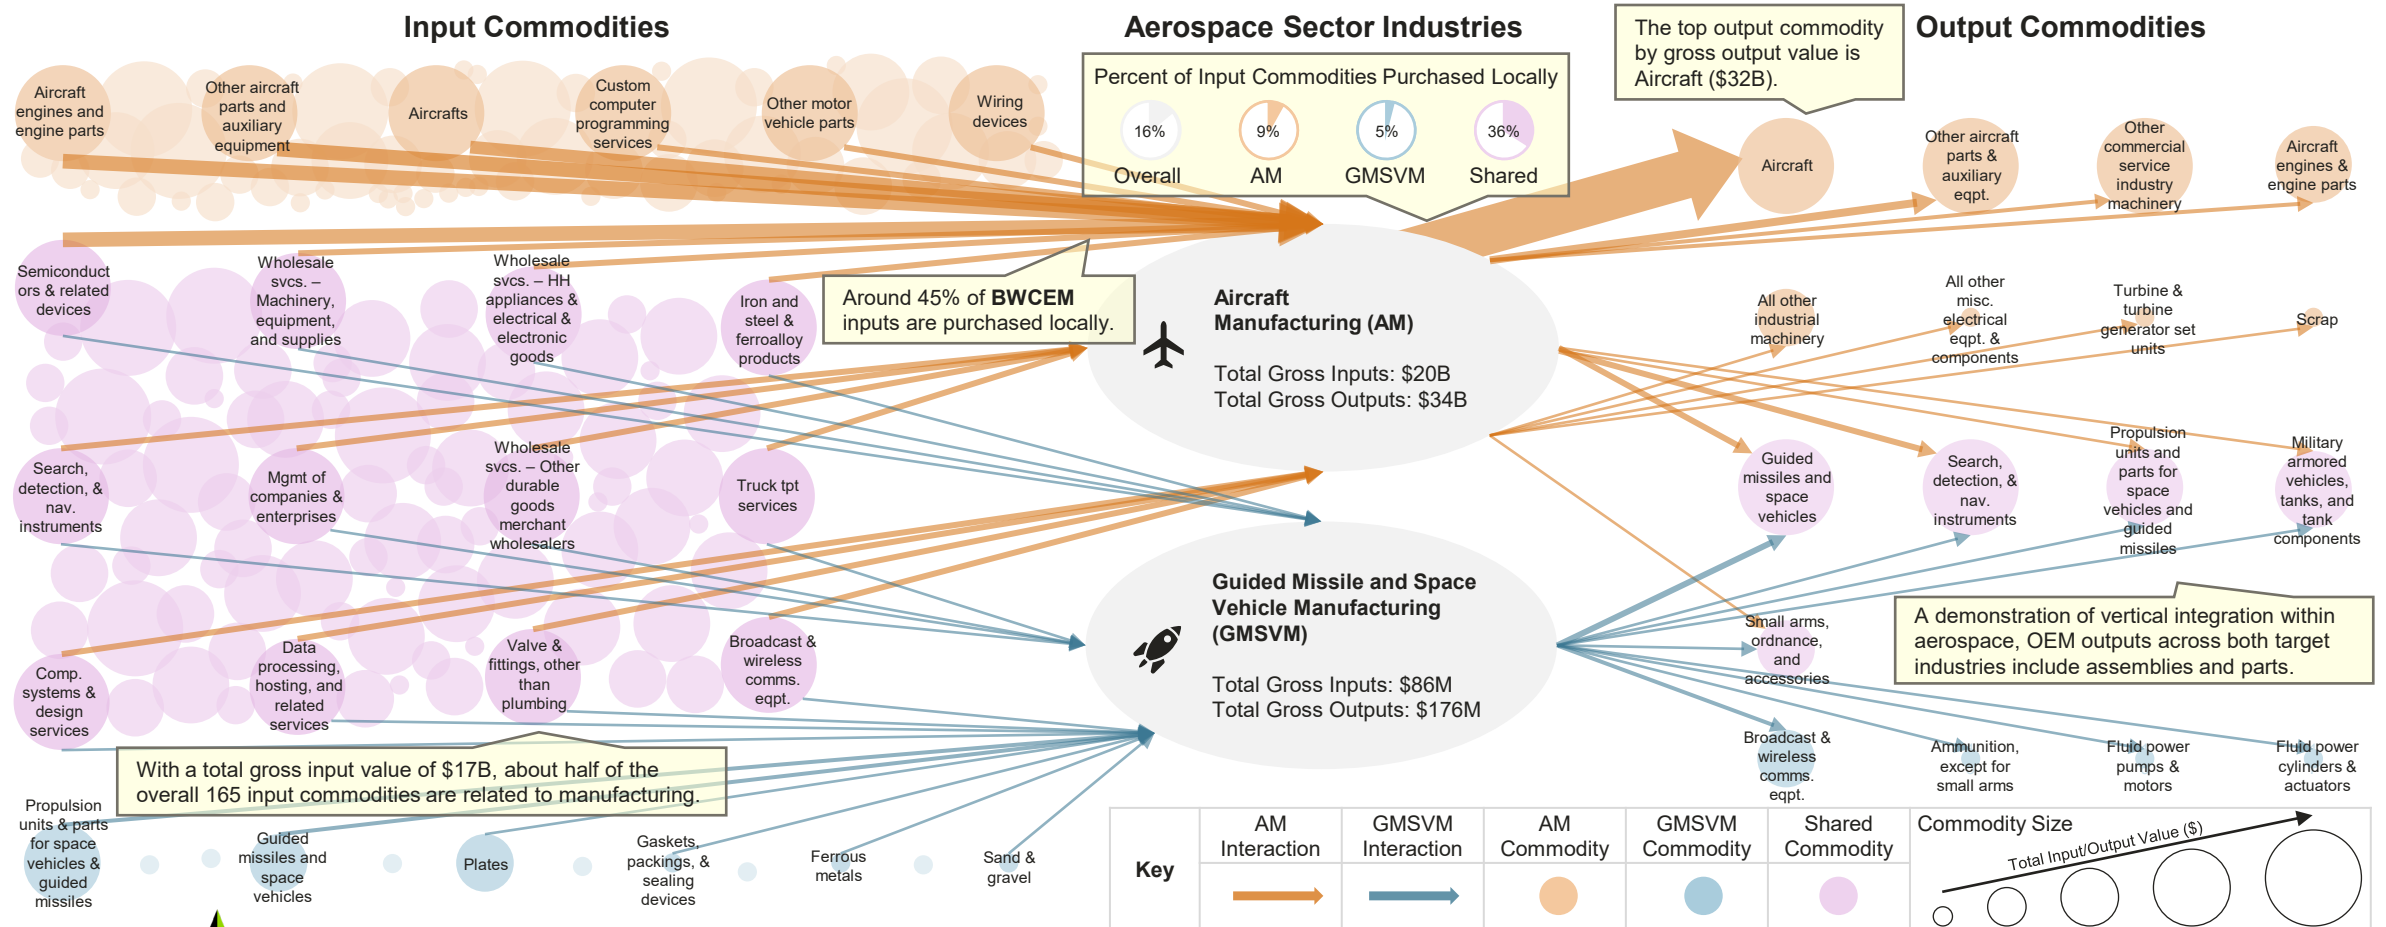 Input Commodities
Aerospace Sector Industries
Output Commodities
The top output commodity
by gross output value is
Aircraft ($32B).
Percent of Input Commodities Purchased Locally
16%
9%
5%
36%
Overall
AM
GMSVM
Shared
Aircraft
engines and
engine parts
Other aircraft
parts and
auxiliary
equipment
Aircrafts
Custom
computer
programming
services
Other motor
vehicle parts
Wiring
devices
Aircraft
Other aircraft
parts &
auxiliary
eqpt.
Other
commercial
service
industry
machinery
Aircraft
engines &
engine parts
Semiconduct
ors & related
devices
Wholesale
svcs. –
Machinery,
equipment,
and supplies
Wholesale
svcs. – HH
appliances &
electrical &
electronic
goods
Iron and
steel &
ferroalloy
products
Around 45% of BWCEM
inputs are purchased locally.
Aircraft
Manufacturing (AM)
Total Gross Inputs: $20B
Total Gross Outputs: $34B
All other
industrial
machinery
All other
misc.
electrical
eqpt. &
components
Turbine &
turbine
generator set
units
Scrap
Search,
detection, &
nav.
instruments
Mgmt of
companies &
enterprises
Wholesale
svcs. – Other
durable
goods
merchant
wholesalers
Truck tpt
services
Guided
missiles and
space
vehicles
Search,
detection, &
nav.
instruments
Propulsion
units and
parts for
space
vehicles and
guided
missiles
Military
armored
vehicles,
tanks, and
tank
components
Guided Missile and Space
Vehicle Manufacturing
(GMSVM)
Total Gross Inputs: $86M
Total Gross Outputs: $176M
Small arms,
ordnance,
and
accessories
A demonstration of vertical integration within
aerospace, OEM outputs across both target
industries include assemblies and parts.
Comp.
systems &
design
services
Data
processing,
hosting, and
related
services
Valve &
fittings, other
than
plumbing
Broadcast &
wireless
comms.
eqpt.
With a total gross input value of $17B, about half of the
overall 165 input commodities are related to manufacturing.
Broadcast &
wireless
comms.
eqpt.
Ammunition,
except for
small arms
Fluid power
pumps &
motors
Fluid power
cylinders &
actuators
Propulsion
units & parts
for space
vehicles &
guided
missiles
Guided
missiles and
space
vehicles
Plates
Gaskets,
packings, &
sealing
devices
Ferrous
metals
Sand &
gravel
Key
AM
Interaction
GMSVM
Interaction
AM
Commodity
GMSVM
Commodity
Shared
Commodity
Commodity Size
Total Input/Output Value ($)